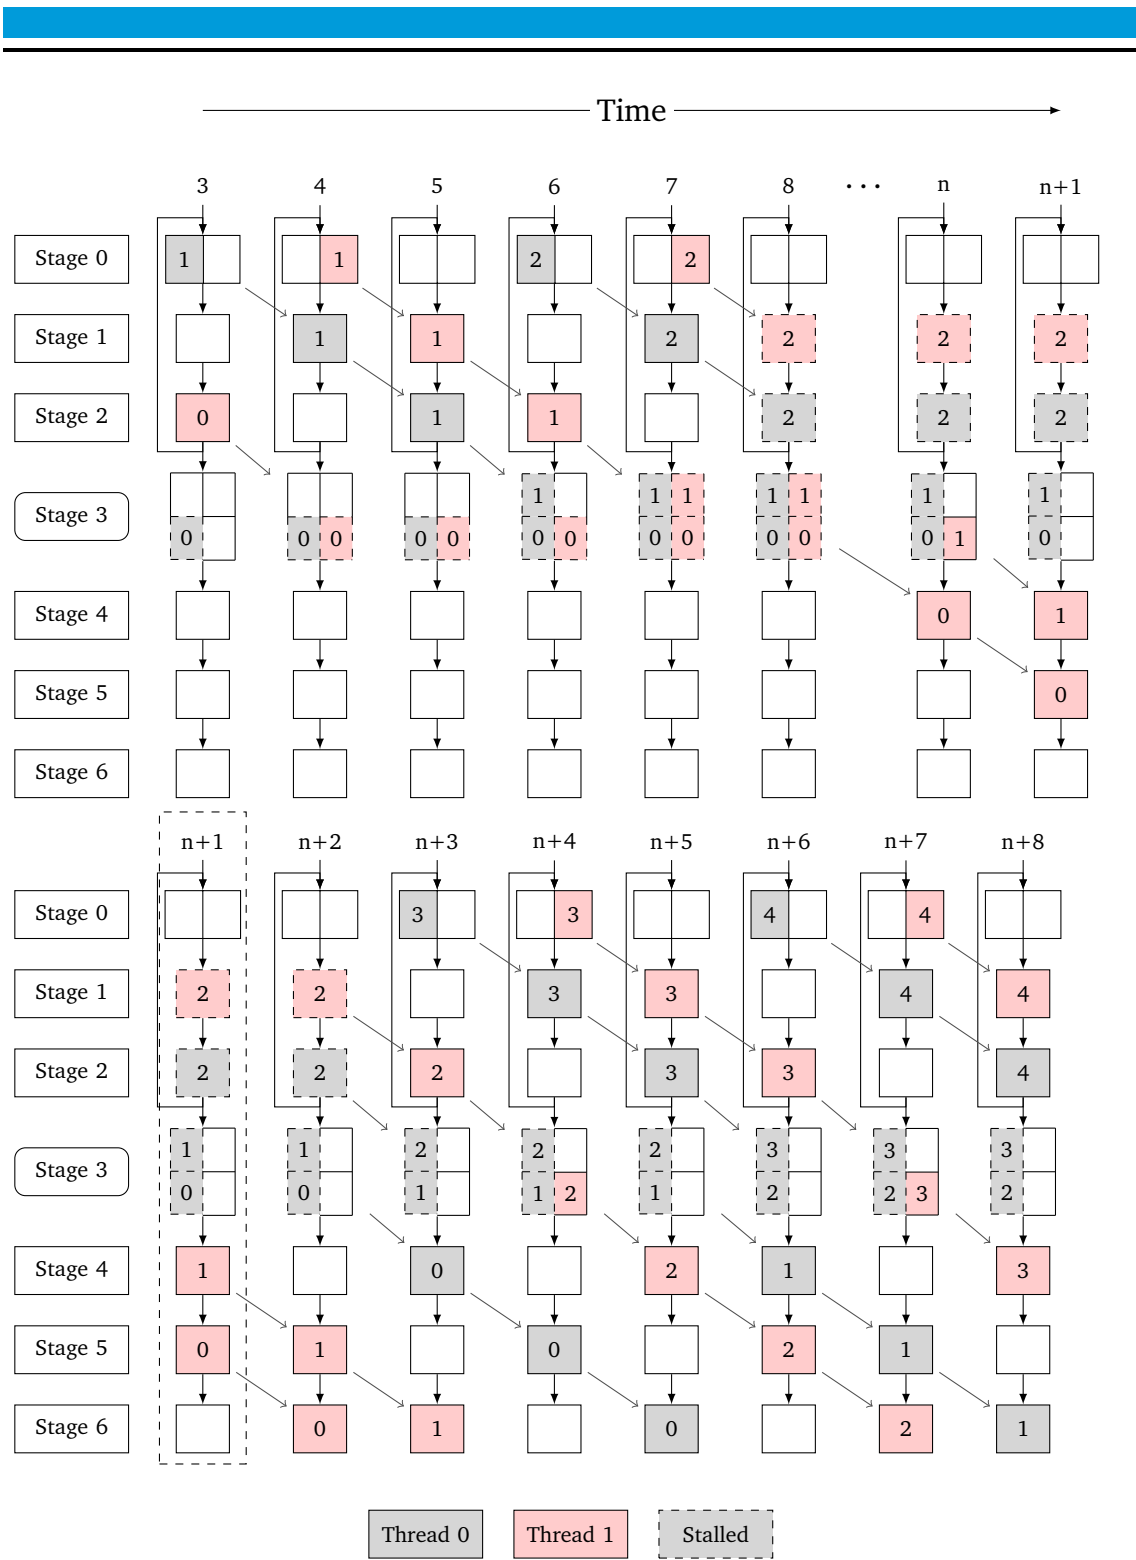 Time
3 4 5 6 7 8 ··· n n+1
Stage 0 1 1 2 2
Stage 1 1 1 2 2 2 2
Stage 2 0 1 1 2 2 2
1 1 1 1 1 1 1
Stage 3
0 0 0 0 0 0 0 0 0 0 0 0 1 0
Stage 4 0 1
Stage 5 0
Stage 6
n+1 n+2 n+3 n+4 n+5 n+6 n+7 n+8
Stage 0 3 3 4 4
Stage 1 2 2 3 3 4 4
Stage 2 2 2 2 3 3 4
1 1 2 2 2 3 3 3
Stage 3
0 0 1 1 2 1 2 2 3 2
Stage 4 1 0 2 1 3
Stage 5 0 1 0 2 1
Stage 6 0 1 0 2 1
Thread 0 Thread 1 Stalled